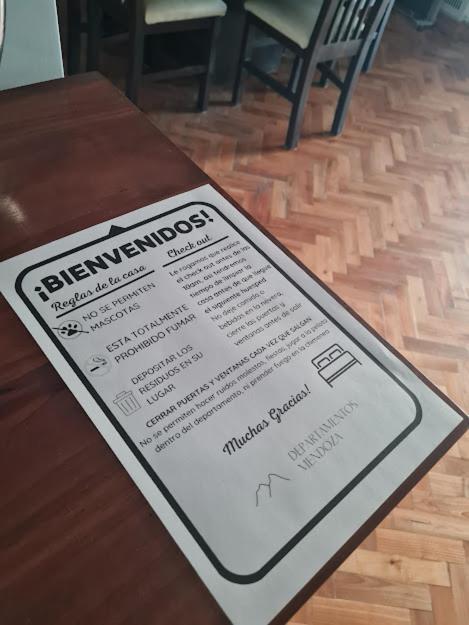 ¡BIENVENIDOS!
Reglas de la casa
NO SE PERMITEN
MASCOTAS
ESTA TOTALMENTE
PROHIBIDO FUMAR
DEPOSITAR LOS
RESIDUOS EN SU
LUGAR
Check out
Le rogamos que realice
el check out antes de las
10am, asi tendremos
tiempo de limpiar la
casa antes de que llegue
el siguiente huesped
No deje comida o
bebidas en la nevera,
cierre las puertas y
ventanas antes de salir
CERRAR PUERTAS Y VENTANAS CADA VEZ QUE SALGAN
No se permiten hacer ruidos molestos, fiestas, jugar a la pelota
dentro del departamento, ni prender fuego en la chimenea
Muchas Gracias!
DEPARTAMENTOS
MENDOZA